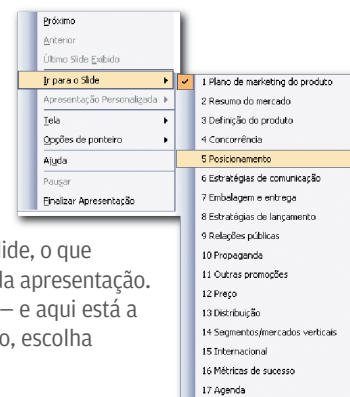 Próximo
Anterior
Último Slide Exibido
Ir para o Slide
Apresentação Personalizada
Tela
Opções de ponteiro
Ajuda
Pausar
Finalizar Apresentação
1 Plano de marketing do produto
2 Resumo do mercado
3 Definição do produto
4 Concorrência
5 Posicionamento
6 Estratégias de comunicação
7 Embalagem e entrega
8 Estratégias de lançamento
9 Relações públicas
10 Propaganda
11 Outras promoções
12 Preço
13 Distribuição
14 Segmentos/mercados verticais
15 Internacional
16 Métricas de sucesso
17 Agenda
lide, o que
da apresentação.
– e aqui está a
o, escolha